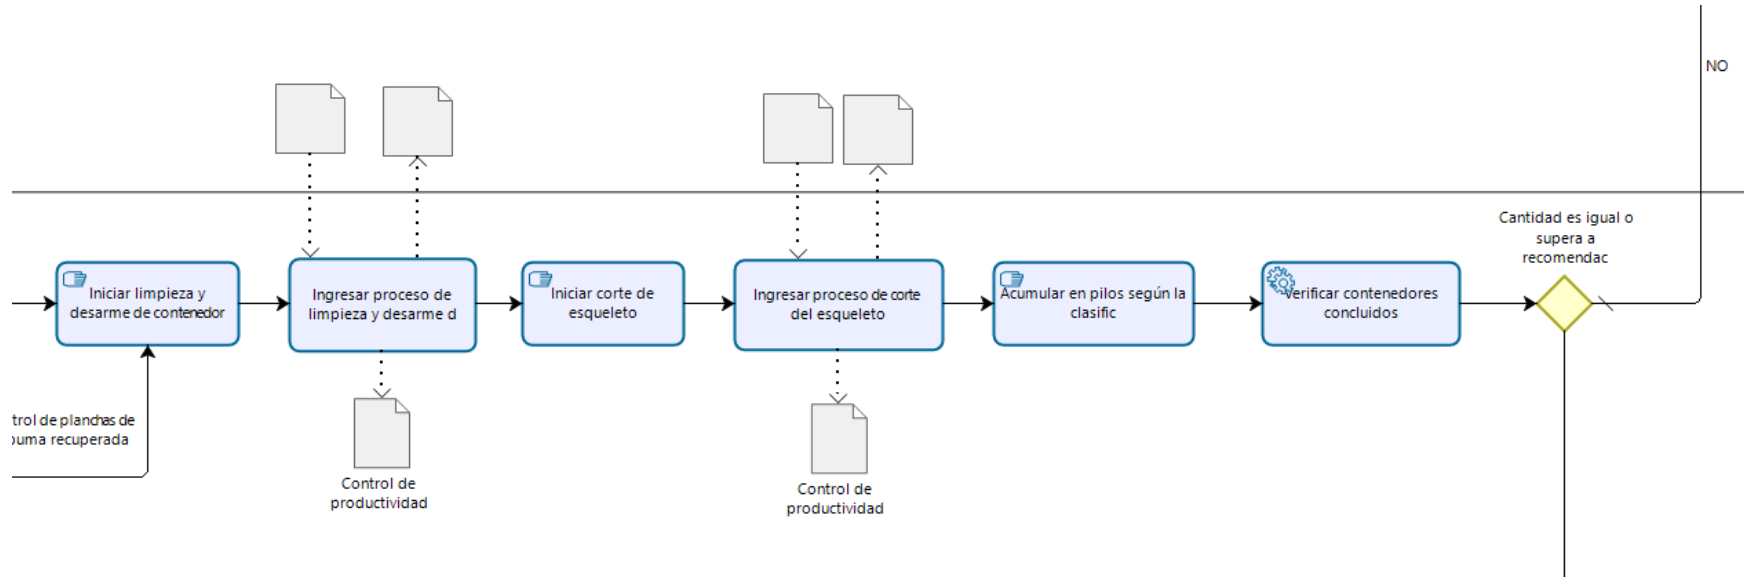 NO
Cantidad es igual o
supera a
recomendac
Iniciar limpieza y
desarme de contenedor
Ingresar proceso de
limpieza y desarme d
Iniciar corte de
esqueleto
Ingresar proceso de corte
del esqueleto
Acumular en pilos según la
clasific
Verificar contenedores
concluidos
trol de planchas de
uma recuperada
Control de
productividad
Control de
productividad